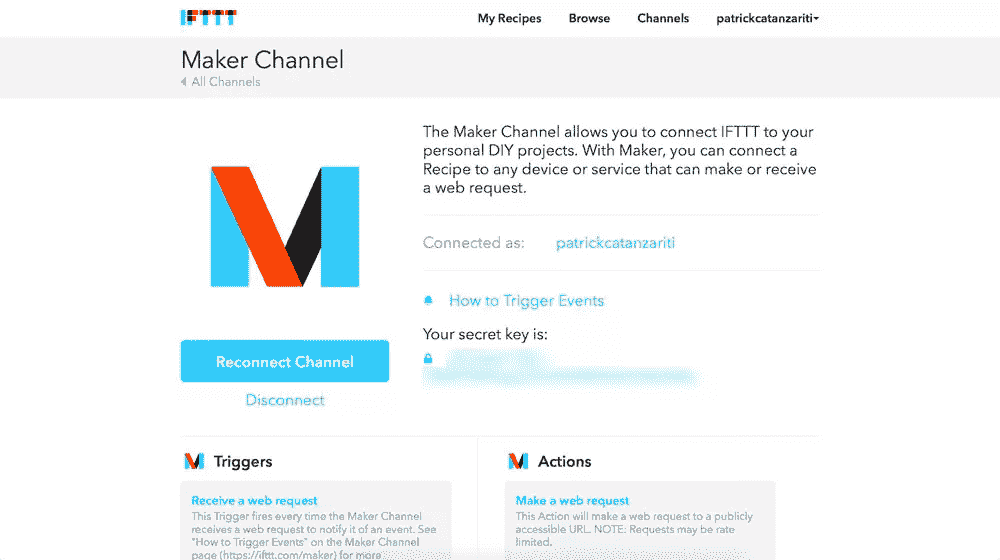 IFTTT
My Recipes
Browse
Channels
patrickcatanzariti
Maker Channel
All Channels
The Maker Channel allows you to connect IFTTT to your
personal DIY projects. With Maker, you can connect a
Recipe to any device or service that can make or receive
a web request.
Connected as: patrickcatanzariti
How to Trigger Events
Your secret key is:
Reconnect Channel
Disconnect
Triggers
Receive a web request
This Trigger fires every time the Maker Channel
receives a web request to notify it of an event. See
"How to Trigger Events" on the Maker Channel
page (https://ifttt.com/maker) for more
Actions
Make a web request
This Action will make a web request to a publicly
accessible URL. NOTE: Requests may be rate
limited.